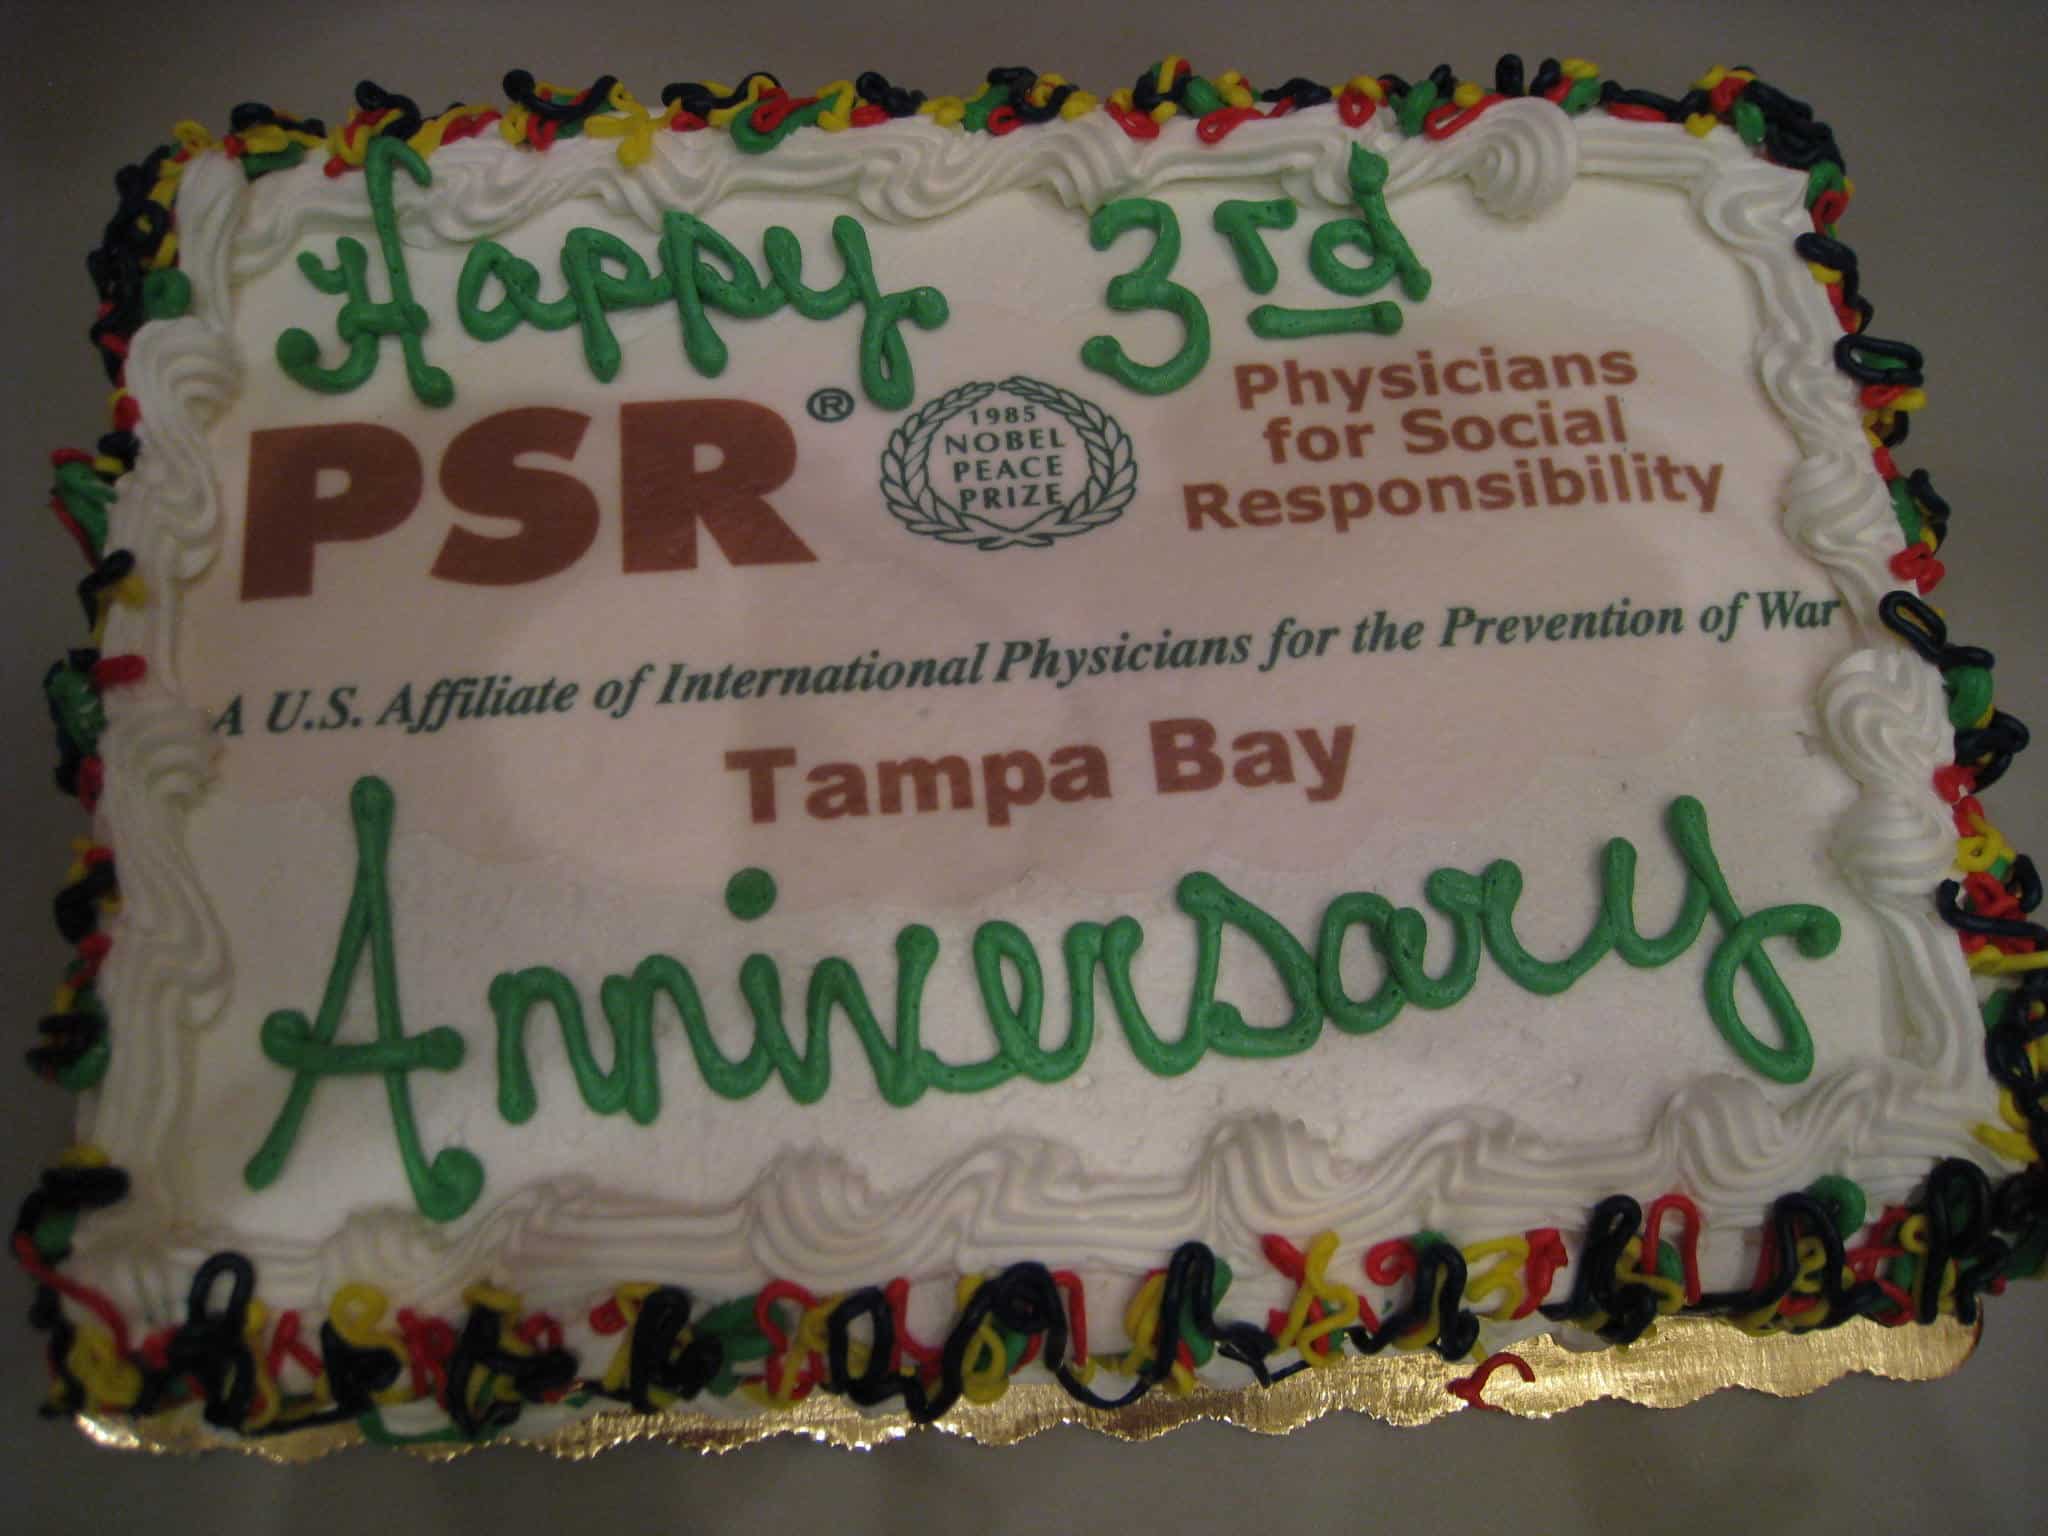 Happy 3rd
PSR®
1985
NOBEL
PEACE
PRIZE
Physicians
for Social
Responsibility
A U.S. Affiliate of International Physicians for the Prevention of War
Tampa Bay
Anniversary